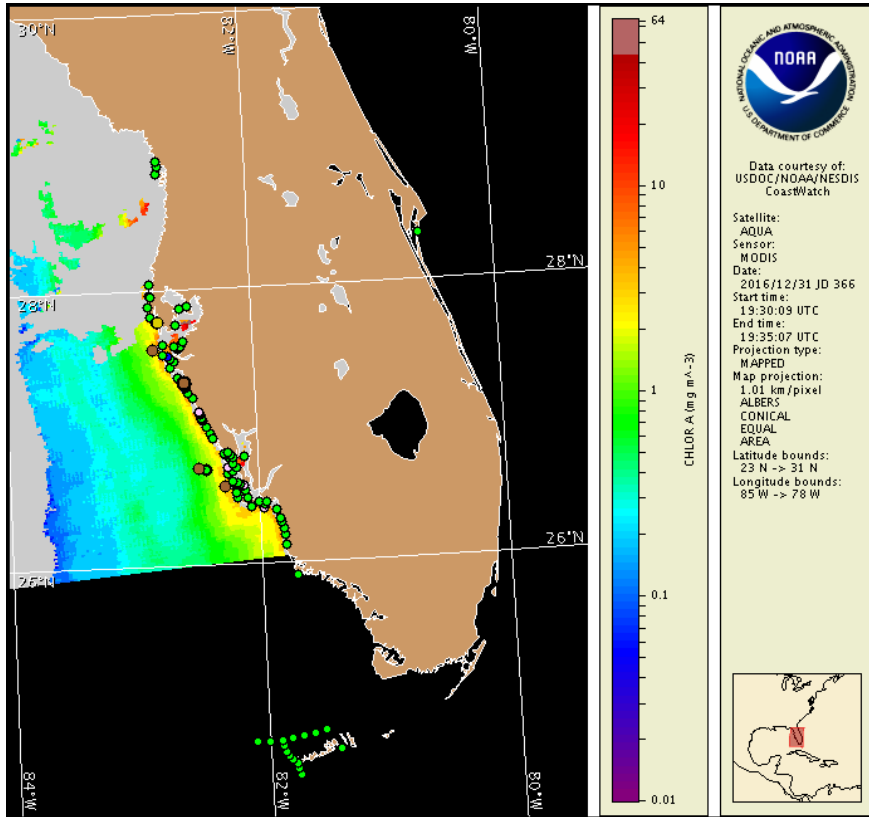 30°N
82°W
80°W
28°N
28°N
26°N
26°N
84°W
82°W
80°W
64
10
1
0.1
0.01
CHLOR A (mg m^-3)
NATIONAL OCEANIC AND ATMOSPHERIC ADMINISTRATION
NOAA
U.S. DEPARTMENT OF COMMERCE
Data courtesy of:
USDOC/NOAA/NESDIS
CoastWatch
Satellite:
AQUA
Sensor:
MODIS
Date:
2016/12/31 JD 366
Start time:
19:30:09 UTC
End time:
19:35:07 UTC
Projection type:
MAPPED
Map projection:
1.01 km/pixel
ALBERS
CONICAL
EQUAL
AREA
Latitude bounds:
23 N -> 31 N
Longitude bounds:
85 W -> 78 W